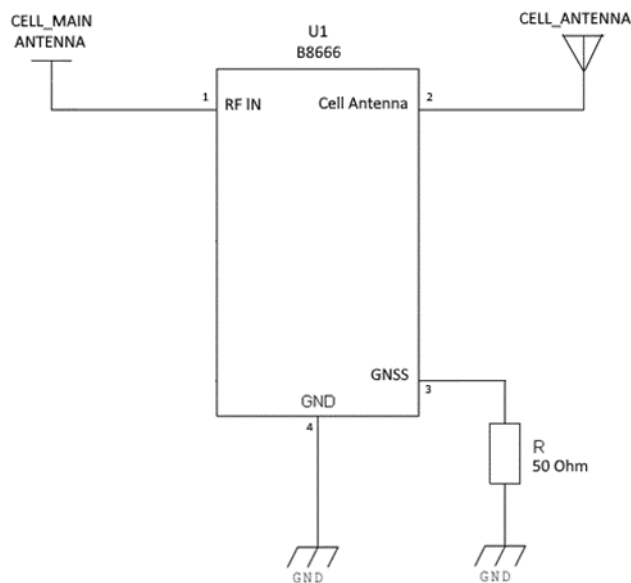 CELL_MAIN
ANTENNA
U1
B8666
CELL_ANTENNA
1
RF IN
Cell Antenna
2
GNSS
3
GND
4
R
50 Ohm
GND
GND